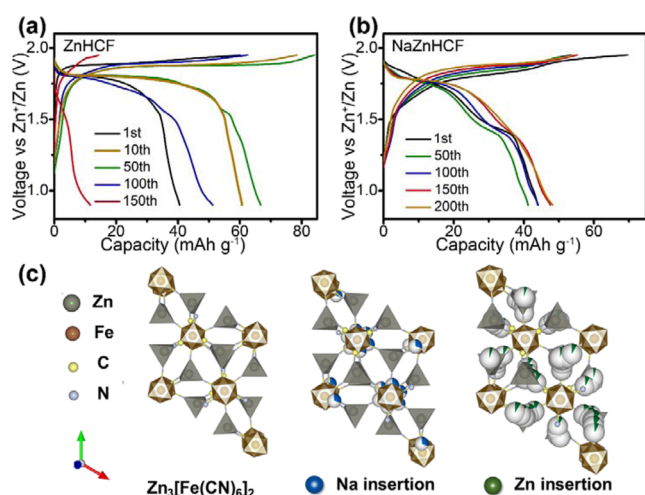 (a)
ZnHCF
2.0
1.5
1.0
Voltage vs Zn⁺/Zn (V)
1st
10th
50th
100th
150th
0 20 40 60 80
Capacity (mAh g⁻¹)
(b)
NaZnHCF
2.0
1.5
1.0
Voltage vs Zn⁺/Zn (V)
1st
50th
100th
150th
200th
0 20 40 60
Capacity (mAh g⁻¹)
(c)
Zn
Fe
C
N
Zn₃[Fe(CN)₆]₂
Na insertion
Zn insertion